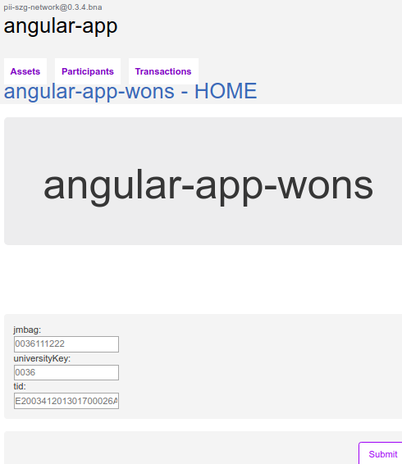 pii-szg-network@0.3.4.bna
angular-app
Assets Participants Transactions
angular-app-wons - HOME
angular-app-wons
jmbag:
0036111222
universityKey:
0036
tid:
E200341201301700026A
Submit